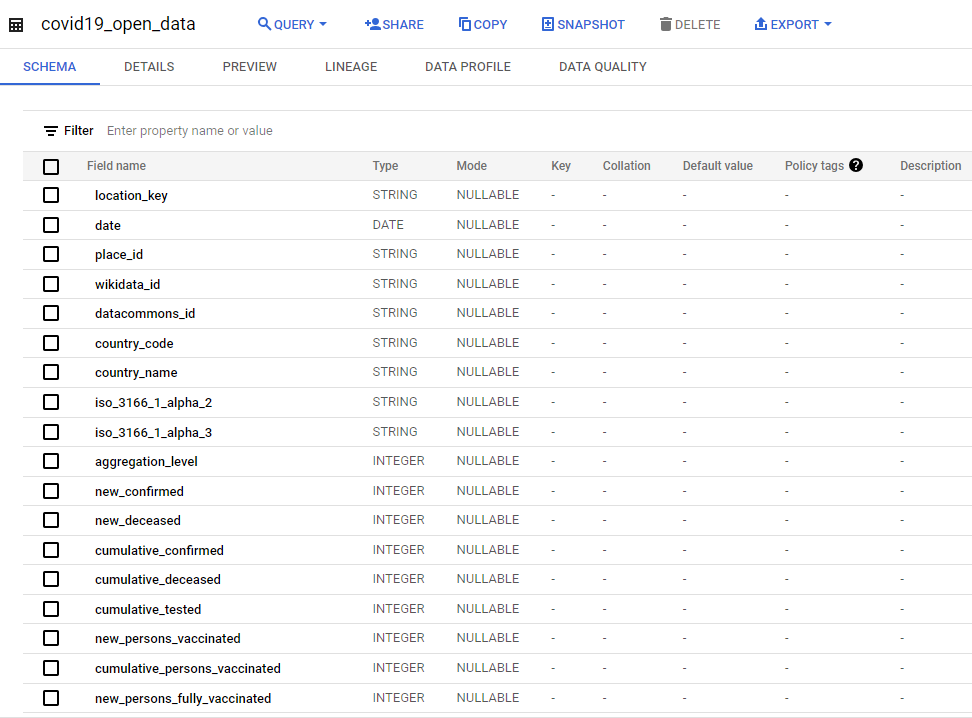 covid19_open_data QUERY SHARE COPY SNAPSHOT DELETE EXPORT
SCHEMA DETAILS PREVIEW LINEAGE DATA PROFILE DATA QUALITY
Filter Enter property name or value
Field name Type Mode Key Collation Default value Policy tags ? Description
location_key STRING NULLABLE - - - - -
date DATE NULLABLE - - - - -
place_id STRING NULLABLE - - - - -
wikidata_id STRING NULLABLE - - - - -
datacommons_id STRING NULLABLE - - - - -
country_code STRING NULLABLE - - - - -
country_name STRING NULLABLE - - - - -
iso_3166_1_alpha_2 STRING NULLABLE - - - - -
iso_3166_1_alpha_3 STRING NULLABLE - - - - -
aggregation_level INTEGER NULLABLE - - - - -
new_confirmed INTEGER NULLABLE - - - - -
new_deceased INTEGER NULLABLE - - - - -
cumulative_confirmed INTEGER NULLABLE - - - - -
cumulative_deceased INTEGER NULLABLE - - - - -
cumulative_tested INTEGER NULLABLE - - - - -
new_persons_vaccinated INTEGER NULLABLE - - - - -
cumulative_persons_vaccinated INTEGER NULLABLE - - - - -
new_persons_fully_vaccinated INTEGER NULLABLE - - - - -